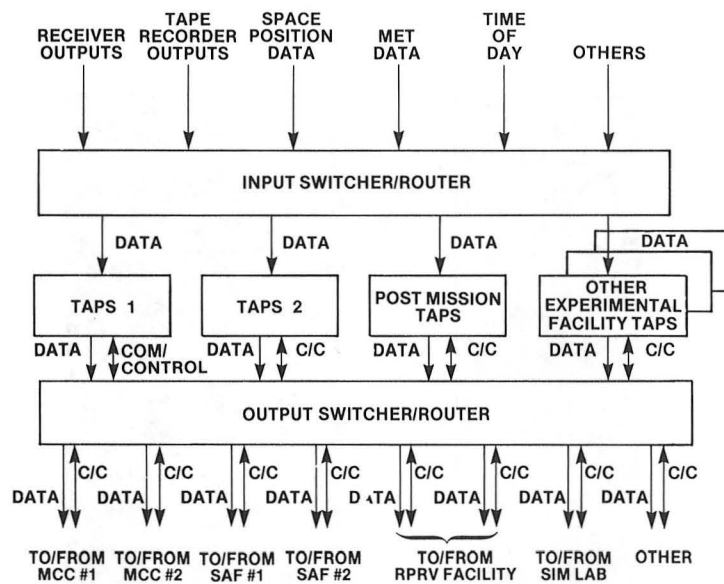 RECEIVER OUTPUTS
TAPE RECORDER OUTPUTS
SPACE POSITION DATA
MET DATA
TIME OF DAY
OTHERS
INPUT SWITCHER/ROUTER
DATA
DATA
DATA
DATA
TAPS 1
TAPS 2
POST MISSION TAPS
OTHER EXPERIMENTAL FACILITY TAPS
DATA
COM/CONTROL
DATA
C/C
DATA
C/C
DATA
C/C
OUTPUT SWITCHER/ROUTER
C/C
C/C
C/C
C/C
C/C
C/C
C/C
C/C
DATA
DATA
DATA
DATA
DATA
DATA
DATA
DATA
TO/FROM MCC #1
TO/FROM MCC #2
TO/FROM SAF #1
TO/FROM SAF #2
TO/FROM RPRV FACILITY
TO/FROM SIM LAB
OTHER